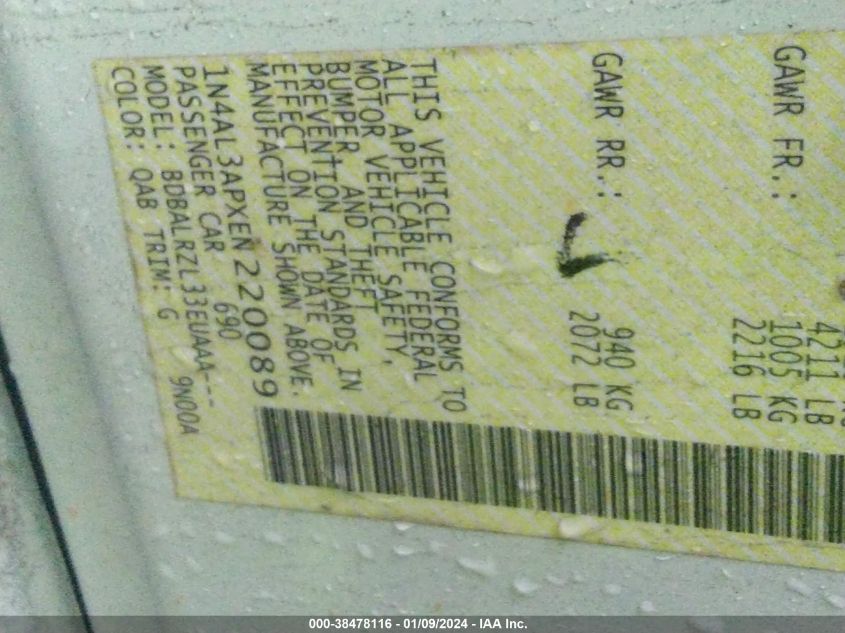 4211 LB
GAWR FR.: 1005 KG
2216 LB
GAWR RR.: 940 KG
2072 LB
THIS VEHICLE CONFORMS TO
ALL APPLICABLE FEDERAL
MOTOR VEHICLE SAFETY,
BUMPER, AND THEFT
PREVENTION STANDARDS IN
EFFECT ON THE DATE OF
MANUFACTURE SHOWN ABOVE.
1N4AL3APXEN220089
PASSENGER CAR 690
MODEL: BDBALRZL33EUAAA---
COLOR: QAB TRIM: G 9N00A
000-38478116 - 01/09/2024 - IAA Inc.